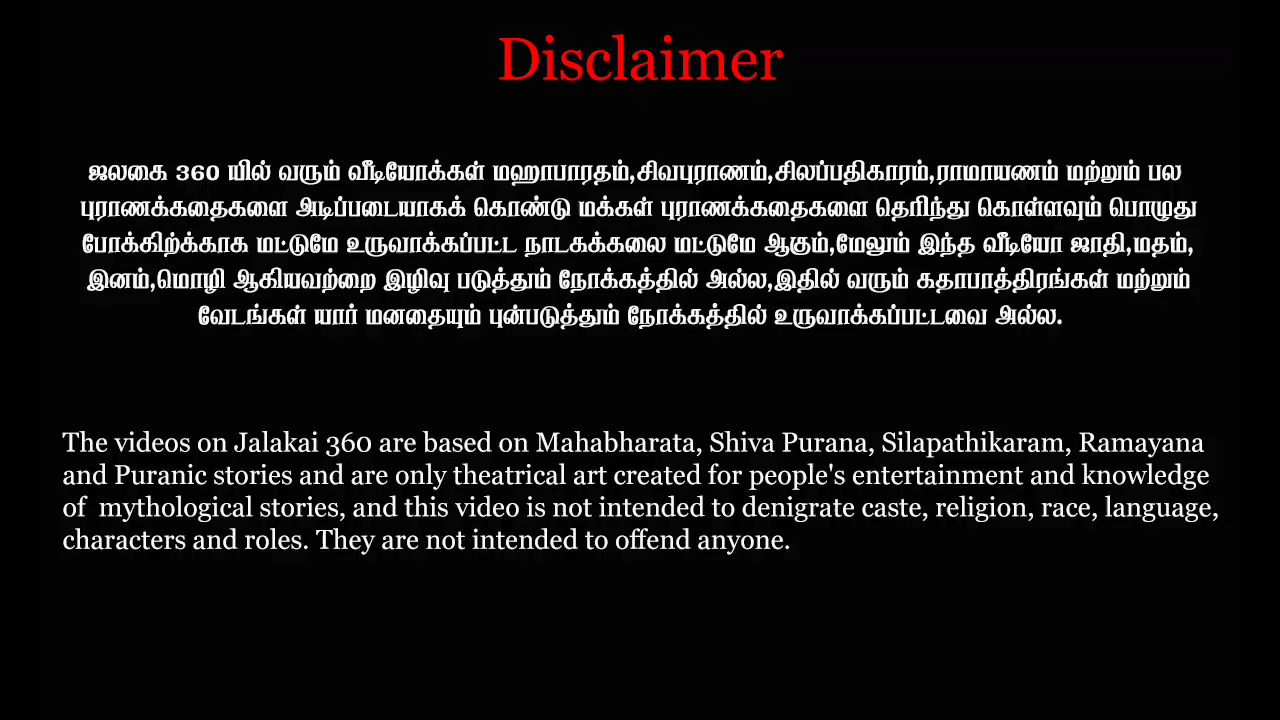 Disclaimer
ஜலகை 360 யில் வரும் வீடியோக்கள் மஹாபாரதம்,சிவபுராணம்,சிலப்பதிகாரம்,ராமாயணம் மற்றும் பல
புராணக்கதைகளை அடிப்படையாகக் கொண்டு மக்கள் புராணக்கதைகளை தெரிந்து கொள்ளவும் பொழுது
போக்கிற்க்காக மட்டுமே உருவாக்கப்பட்ட நாடகக்கலை மட்டுமே ஆகும்,மேலும் இந்த வீடியோ ஜாதி,மதம்,
இனம்,மொழி ஆகியவற்றை இழிவு படுத்தும் நோக்கத்தில் அல்ல,இதில் வரும் கதாபாத்திரங்கள் மற்றும்
வேடங்கள் யார் மனதையும் புன்படுத்தும் நோக்கத்தில் உருவாக்கப்பட்டவை அல்ல.
The videos on Jalakai 360 are based on Mahabharata, Shiva Purana, Silapathikaram, Ramayana
and Puranic stories and are only theatrical art created for people's entertainment and knowledge
of  mythological stories, and this video is not intended to denigrate caste, religion, race, language,
characters and roles. They are not intended to offend anyone.